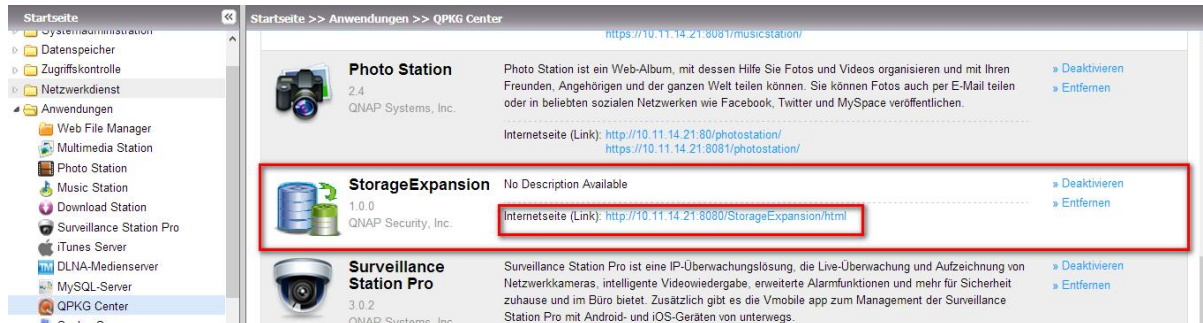 Startseite
Systemadministration
Datenspeicher
Zugriffskontrolle
Netzwerkdienst
Anwendungen
Web File Manager
Multimedia Station
Photo Station
Music Station
Download Station
Surveillance Station Pro
iTunes Server
DLNA-Medienserver
MySQL-Server
QPKG Center
Startseite >> Anwendungen >> QPKG Center
https://10.11.14.21:8081/musicstation/
Photo Station
2.4
QNAP Systems, Inc.
Photo Station ist ein Web-Album, mit dessen Hilfe Sie Fotos und Videos organisieren und mit Ihren
Freunden, Angehörigen und der ganzen Welt teilen können. Sie können Fotos auch per E-Mail teilen
oder in beliebten sozialen Netzwerken wie Facebook, Twitter und MySpace veröffentlichen.
Internetseite (Link): http://10.11.14.21:80/photostation/
https://10.11.14.21:8081/photostation/
» Deaktivieren
» Entfernen
StorageExpansion
1.0.0
QNAP Security, Inc.
No Description Available
Internetseite (Link): http://10.11.14.21:8080/StorageExpansion/html
» Deaktivieren
» Entfernen
Surveillance
Station Pro
3.0.2
QNAP Systems, Inc.
Surveillance Station Pro ist eine IP-Überwachungslösung, die Live-Überwachung und Aufzeichnung von
Netzwerkkameras, intelligente Videowiedergabe, erweiterte Alarmfunktionen und mehr für Sicherheit
zuhause und im Büro bietet. Zusätzlich gibt es die Vmobile app zum Management der Surveillance
Station Pro mit Android- und iOS-Geräten von unterwegs.
» Deaktivieren
» Entfernen